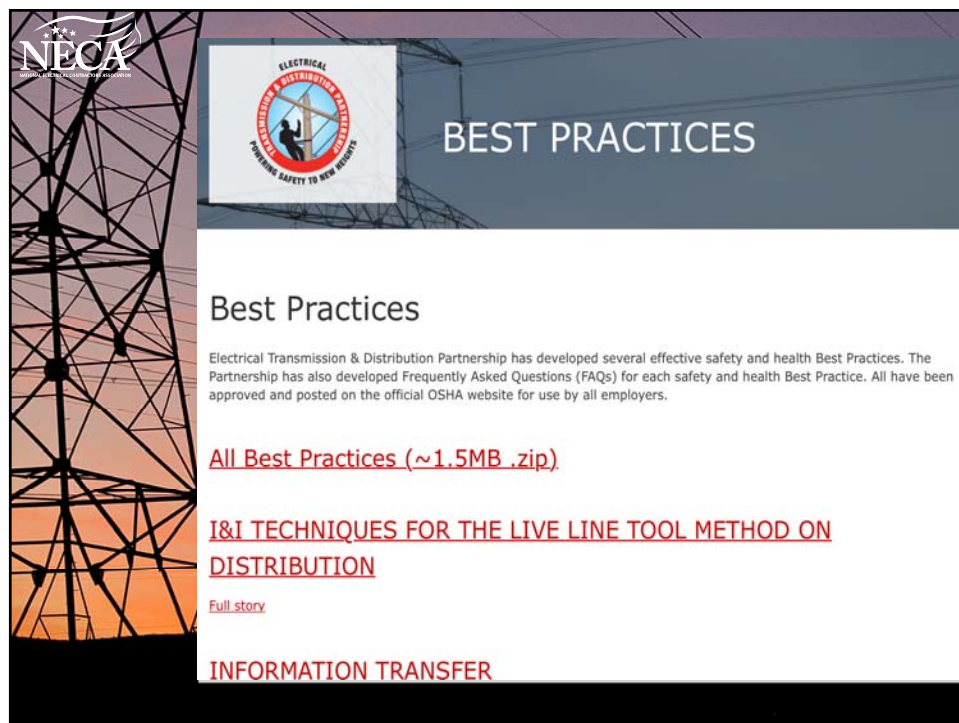 NECA
NATIONAL ELECTRICAL CONTRACTORS ASSOCIATION
ELECTRICAL
TRANSMISSION & DISTRIBUTION PARTNERSHIP
POWERING SAFETY TO NEW HEIGHTS
BEST PRACTICES
Best Practices
Electrical Transmission & Distribution Partnership has developed several effective safety and health Best Practices. The
Partnership has also developed Frequently Asked Questions (FAQs) for each safety and health Best Practice. All have been
approved and posted on the official OSHA website for use by all employers.
All Best Practices (~1.5MB .zip)
I&I TECHNIQUES FOR THE LIVE LINE TOOL METHOD ON
DISTRIBUTION
Full story
INFORMATION TRANSFER